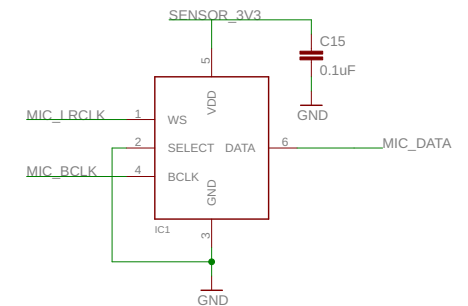 SENSOR_3V3
C15
0.1uF
GND
5
VDD
MIC_LRCLK
1
WS
2
SELECT
DATA
6
MIC_DATA
MIC_BCLK
4
BCLK
GND
IC1
3
GND